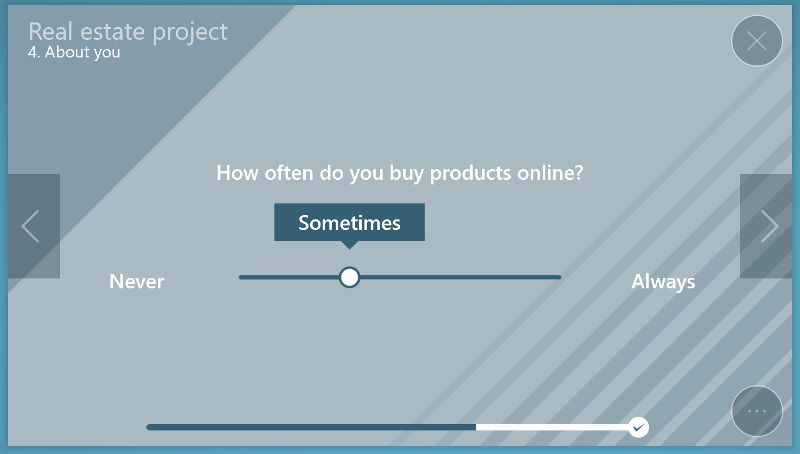 Real estate project
4. About you
How often do you buy products online?
Sometimes
Never
Always